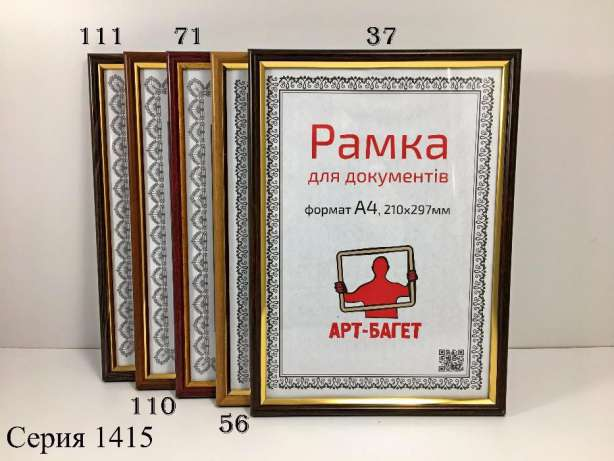 111
71
37
Рамка
для документів
формат А4, 210х297мм
АРТ-БАГЕТ
110
56
Серия 1415